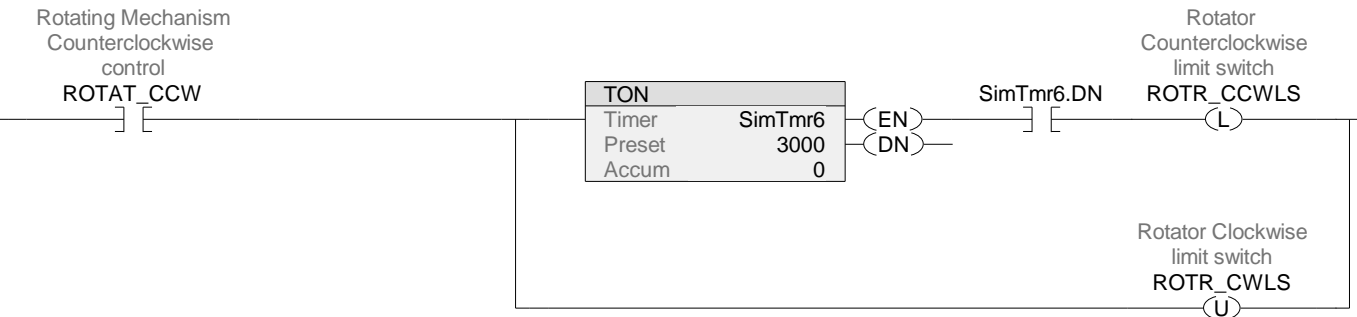 Rotating Mechanism
Counterclockwise
control
ROTAT_CCW
TON
Timer SimTmr6
Preset 3000
Accum 0
EN
DN
SimTmr6.DN
Rotator
Counterclockwise
limit switch
ROTR_CCWLS
L
Rotator Clockwise
limit switch
ROTR_CWLS
U